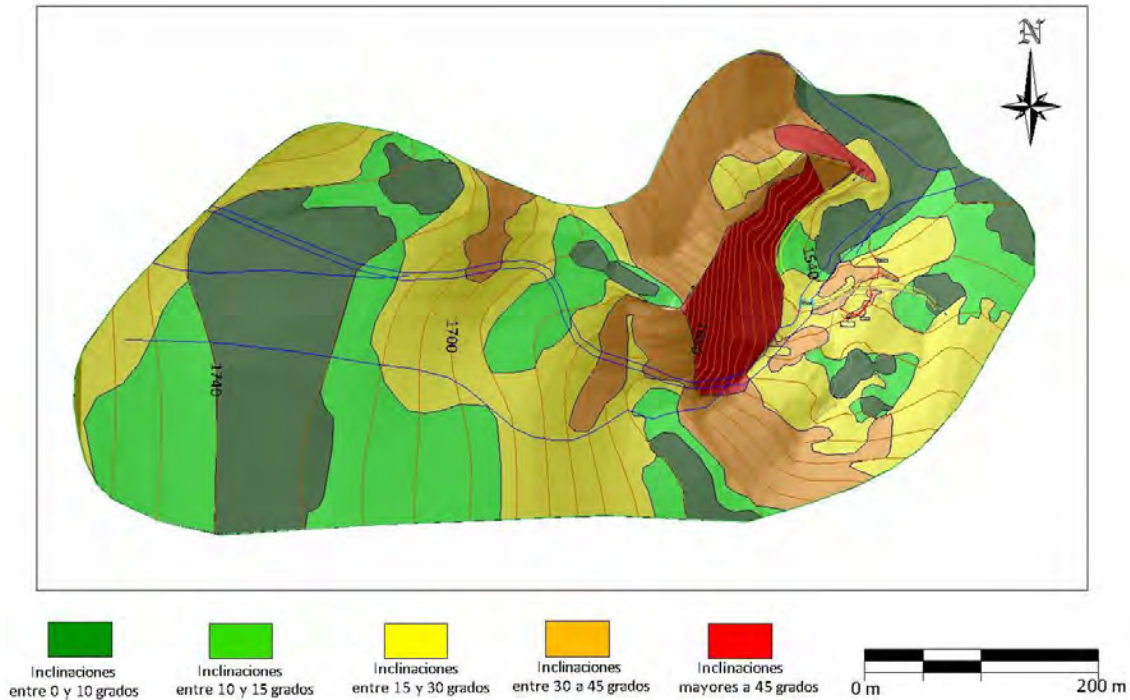 N
1540
1700
1740
Inclinaciones
entre 0 y 10 grados
Inclinaciones
entre 10 y 15 grados
Inclinaciones
entre 15 y 30 grados
Inclinaciones
entre 30 a 45 grados
Inclinaciones
mayores a 45 grados
0 m
200 m